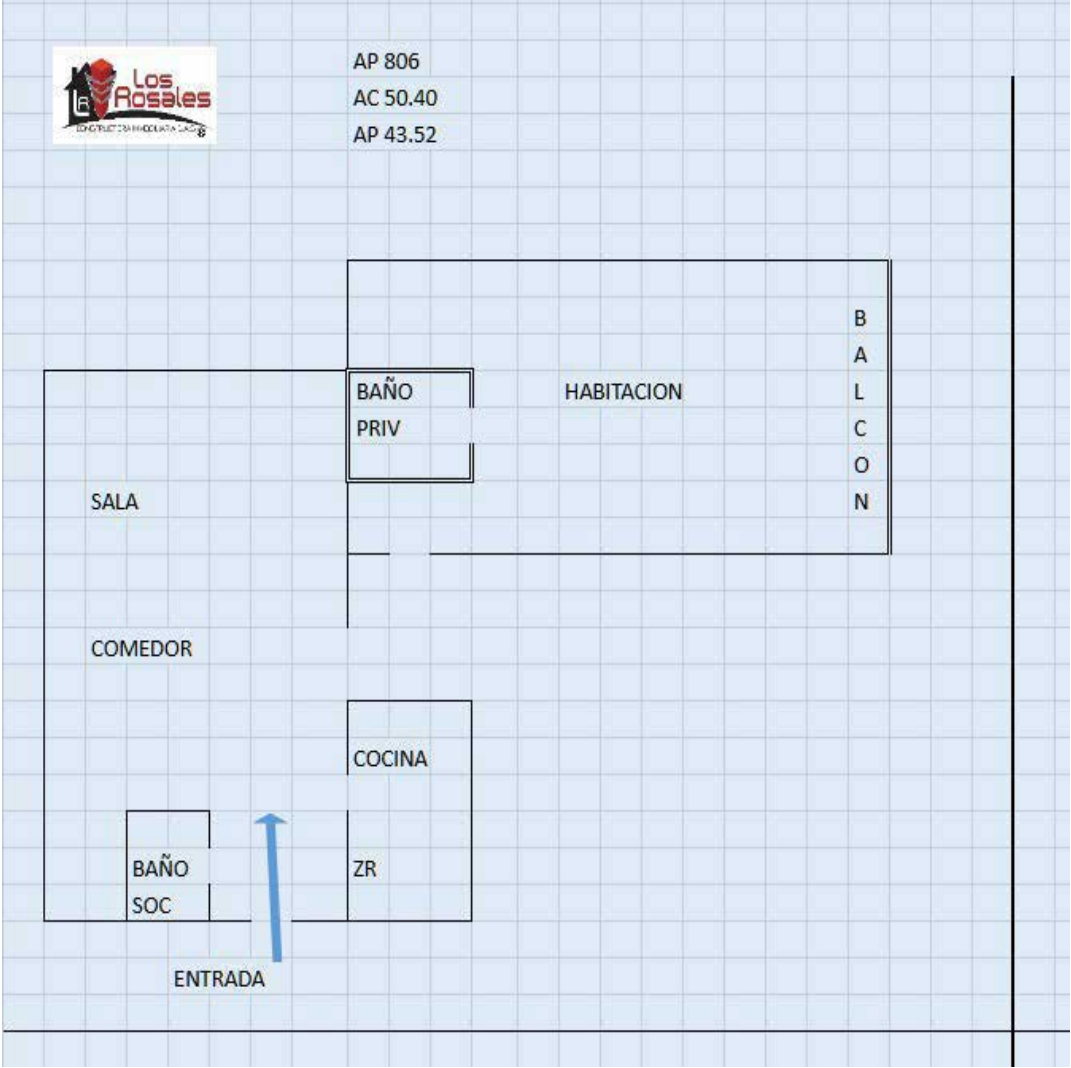 Los
Rosales
AP 806
AC 50.40
AP 43.52
BALCON
BAÑO
PRIV
HABITACION
SALA
COMEDOR
COCINA
BAÑO
SOC
ZR
ENTRADA